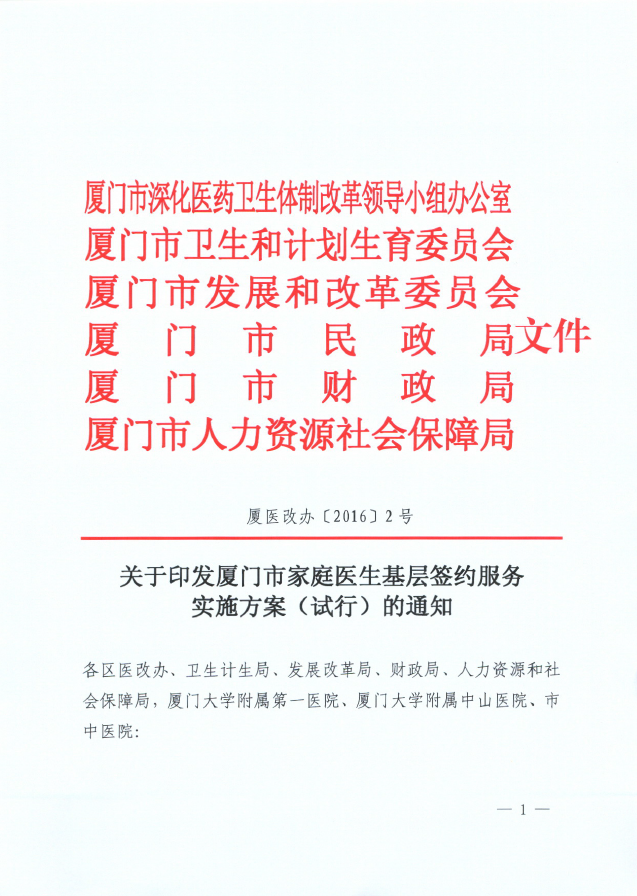 厦门市深化医药卫生体制改革领导小组办公室
厦门市卫生和计划生育委员会
厦门市发展和改革委员会
厦门市民政局文件
厦门市财政局
厦门市人力资源社会保障局
厦医改办〔2016〕2号
关于印发厦门市家庭医生基层签约服务
实施方案（试行）的通知
各区医改办、卫生计生局、发展改革局、财政局、人力资源和社
会保障局，厦门大学附属第一医院、厦门大学附属中山医院、市
中医院：
— 1 —